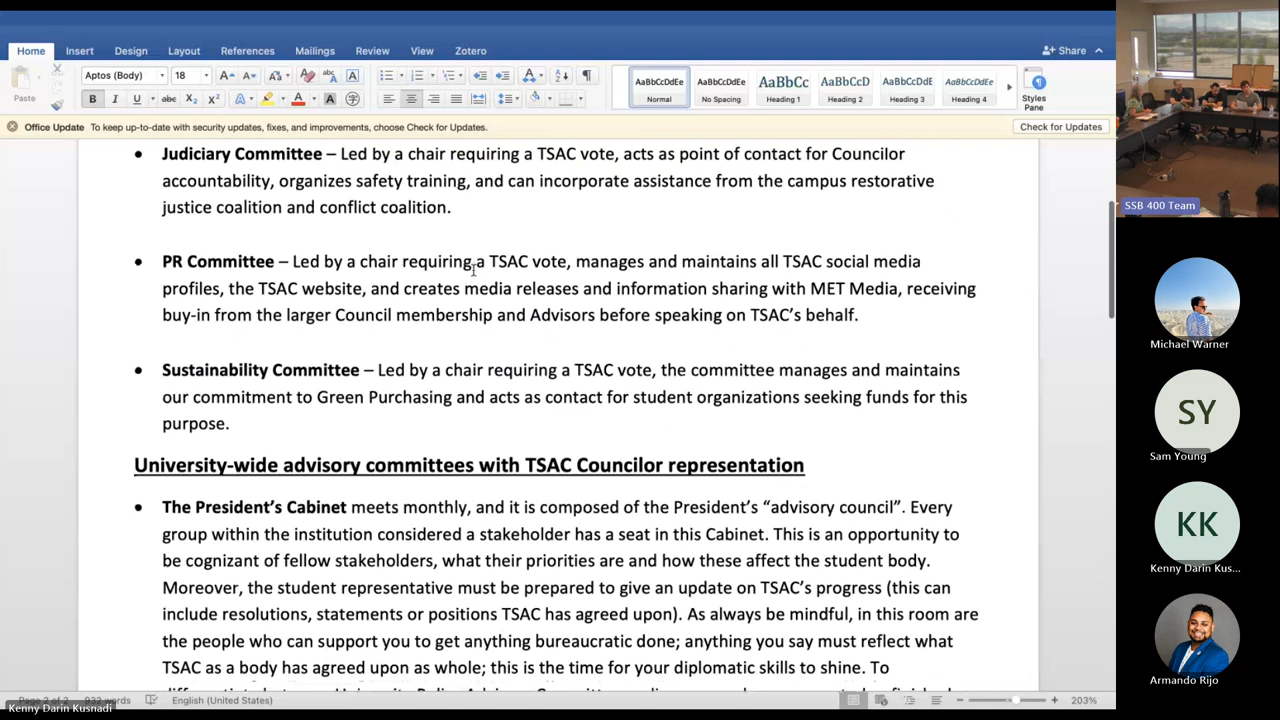 Home Insert Design Layout References Mailings Review View Zotero Share
Aptos (Body) 18
Paste
AaBbCcDdEe AaBbCcDdEe AaBbCc AaBbCcD AaBbCcDdE AaBbCcDdEe
Normal No Spacing Heading 1 Heading 2 Heading 3 Heading 4 Styles Pane
Office Update To keep up-to-date with security updates, fixes, and improvements, choose Check for Updates. Check for Updates
• Judiciary Committee – Led by a chair requiring a TSAC vote, acts as point of contact for Councilor
accountability, organizes safety training, and can incorporate assistance from the campus restorative
justice coalition and conflict coalition.
• PR Committee – Led by a chair requiring a TSAC vote, manages and maintains all TSAC social media
profiles, the TSAC website, and creates media releases and information sharing with MET Media, receiving
buy-in from the larger Council membership and Advisors before speaking on TSAC’s behalf.
• Sustainability Committee – Led by a chair requiring a TSAC vote, the committee manages and maintains
our commitment to Green Purchasing and acts as contact for student organizations seeking funds for this
purpose.
University-wide advisory committees with TSAC Councilor representation
• The President’s Cabinet meets monthly, and it is composed of the President’s “advisory council”. Every
group within the institution considered a stakeholder has a seat in this Cabinet. This is an opportunity to
be cognizant of fellow stakeholders, what their priorities are and how these affect the student body.
Moreover, the student representative must be prepared to give an update on TSAC’s progress (this can
include resolutions, statements or positions TSAC has agreed upon). As always be mindful, in this room are
the people who can support you to get anything bureaucratic done; anything you say must reflect what
TSAC as a body has agreed upon as whole; this is the time for your diplomatic skills to shine. To
Page 2 of 2 932 words English (United States) 203%
Kenny Darin Kusnadi
SSB 400 Team
Michael Warner
SY
Sam Young
KK
Kenny Darin Kus...
Armando Rijo